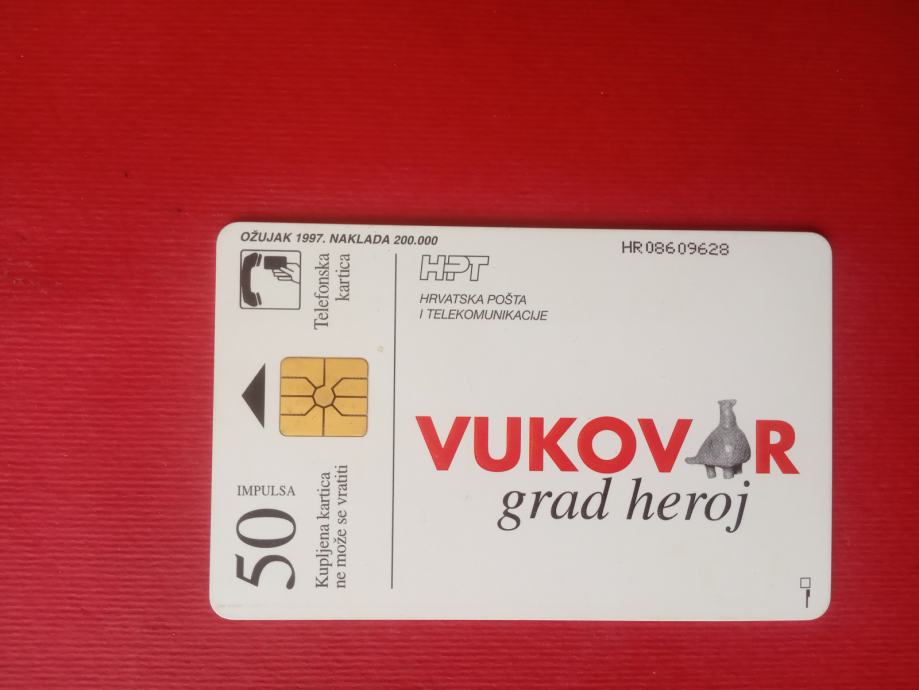 OŽUJAK 1997. NAKLADA 200.000
HR08609628
Telefonska
kartica
HPT
HRVATSKA POŠTA
I TELEKOMUNIKACIJE
VUKOVAR
grad heroj
50
IMPULSA
Kupljena kartica
ne može se vratiti